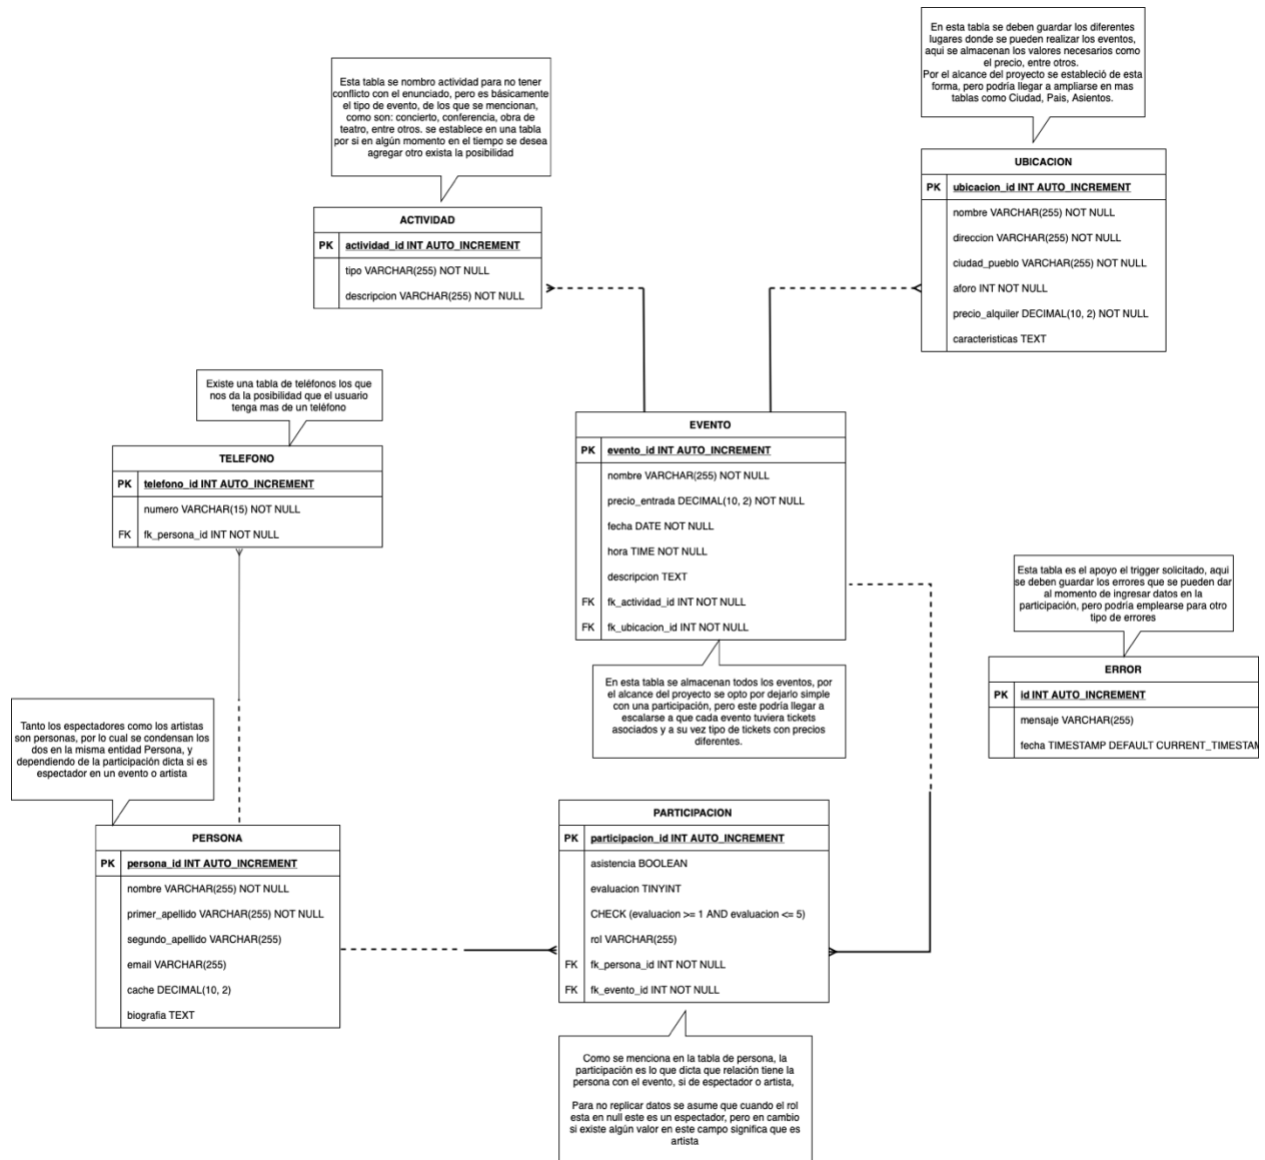 En esta tabla se deben guardar los diferentes
lugares donde se pueden realizar los eventos,
aqui se almacenan los valores necesarios como
el precio, entre otros.
Por el alcance del proyecto se estableció de esta
forma, pero podría llegar a ampliarse en mas
tablas como Ciudad, Pais, Asientos.
Esta tabla se nombro actividad para no tener
conflicto con el enunciado, pero es básicamente
el tipo de evento, de los que se mencionan,
como son: concierto, conferencia, obra de
teatro, entre otros. se establece en una tabla
por si en algún momento en el tiempo se desea
agregar otro exista la posibilidad
UBICACION
PK ubicacion_id INT AUTO_INCREMENT
nombre VARCHAR(255) NOT NULL
direccion VARCHAR(255) NOT NULL
ciudad_pueblo VARCHAR(255) NOT NULL
aforo INT NOT NULL
precio_alquiler DECIMAL(10, 2) NOT NULL
caracteristicas TEXT
ACTIVIDAD
PK actividad_id INT AUTO_INCREMENT
tipo VARCHAR(255) NOT NULL
descripcion VARCHAR(255) NOT NULL
Existe una tabla de teléfonos los que
nos da la posibilidad que el usuario
tenga mas de un teléfono
TELEFONO
PK telefono_id INT AUTO_INCREMENT
numero VARCHAR(15) NOT NULL
FK fk_persona_id INT NOT NULL
EVENTO
PK evento_id INT AUTO_INCREMENT
nombre VARCHAR(255) NOT NULL
precio_entrada DECIMAL(10, 2) NOT NULL
fecha DATE NOT NULL
hora TIME NOT NULL
descripcion TEXT
FK fk_actividad_id INT NOT NULL
FK fk_ubicacion_id INT NOT NULL
Esta tabla es el apoyo el trigger solicitado, aqui
se deben guardar los errores que se pueden dar
al momento de ingresar datos en la
participación, pero podría emplearse para otro
tipo de errores
ERROR
PK id INT AUTO_INCREMENT
mensaje VARCHAR(255)
fecha TIMESTAMP DEFAULT CURRENT_TIMESTAM
En esta tabla se almacenan todos los eventos, por
el alcance del proyecto se opto por dejarlo simple
con una participación, pero este podría llegar a
escalarse a que cada evento tuviera tickets
asociados y a su vez tipo de tickets con precios
diferentes.
Tanto los espectadores como los artistas
son personas, por lo cual se condensan los
dos en la misma entidad Persona, y
dependiendo de la participación dicta si es
espectador en un evento o artista
PERSONA
PK persona_id INT AUTO_INCREMENT
nombre VARCHAR(255) NOT NULL
primer_apellido VARCHAR(255) NOT NULL
segundo_apellido VARCHAR(255)
email VARCHAR(255)
cache DECIMAL(10, 2)
biografia TEXT
PARTICIPACION
PK participacion_id INT AUTO_INCREMENT
asistencia BOOLEAN
evaluacion TINYINT
CHECK (evaluacion >= 1 AND evaluacion <= 5)
rol VARCHAR(255)
FK fk_persona_id INT NOT NULL
FK fk_evento_id INT NOT NULL
Como se menciona en la tabla de persona, la
participación es lo que dicta que relación tiene la
persona con el evento, si de espectador o artista,
Para no replicar datos se asume que cuando el rol
esta en null este es un espectador, pero en cambio
si existe algún valor en este campo significa que es
artista